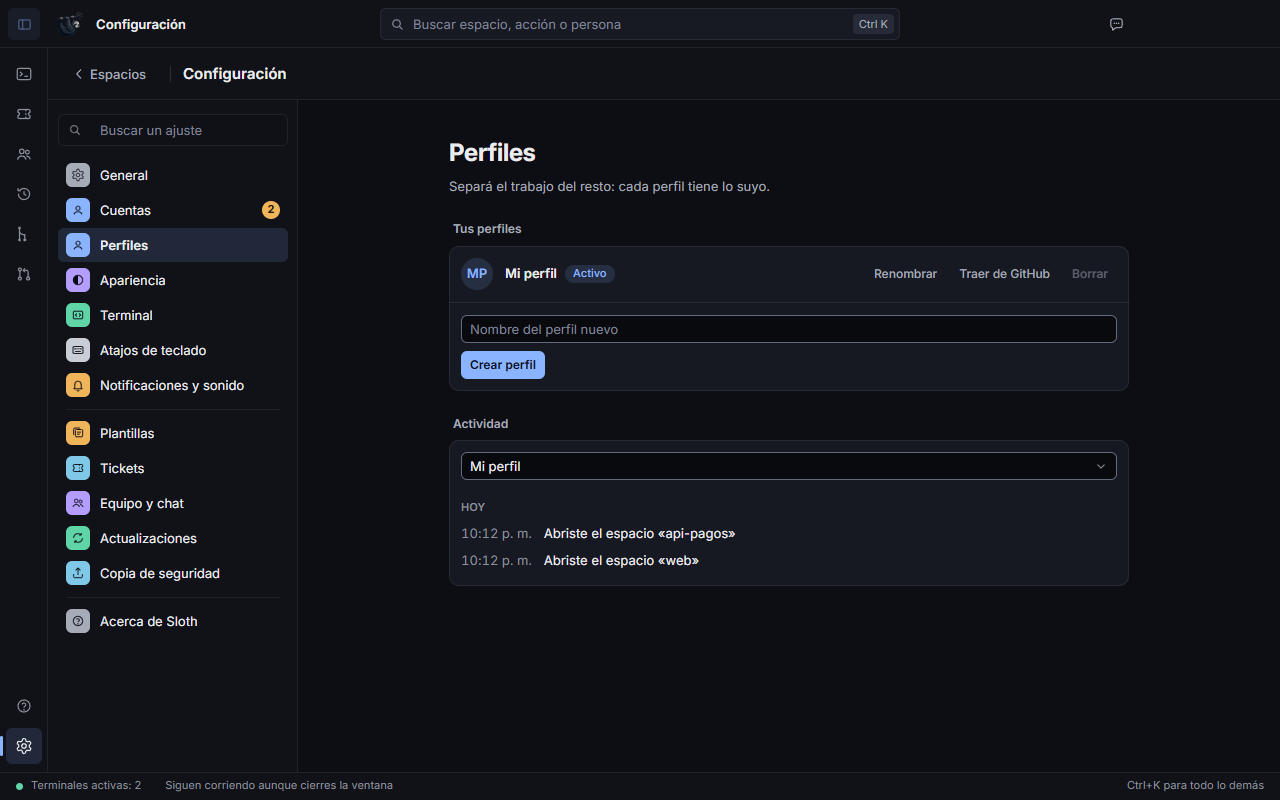 Configuración
Buscar espacio, acción o persona
Ctrl K
Espacios
Configuración
Buscar un ajuste
General
Cuentas
2
Perfiles
Apariencia
Terminal
Atajos de teclado
Notificaciones y sonido
Plantillas
Tickets
Equipo y chat
Actualizaciones
Copia de seguridad
Acerca de Sloth
Perfiles
Separá el trabajo del resto: cada perfil tiene lo suyo.
Tus perfiles
MP
Mi perfil
Activo
Renombrar
Traer de GitHub
Borrar
Nombre del perfil nuevo
Crear perfil
Actividad
Mi perfil
HOY
10:12 p. m. Abriste el espacio «api-pagos»
10:12 p. m. Abriste el espacio «web»
Terminales activas: 2
Siguen corriendo aunque cierres la ventana
Ctrl+K para todo lo demás